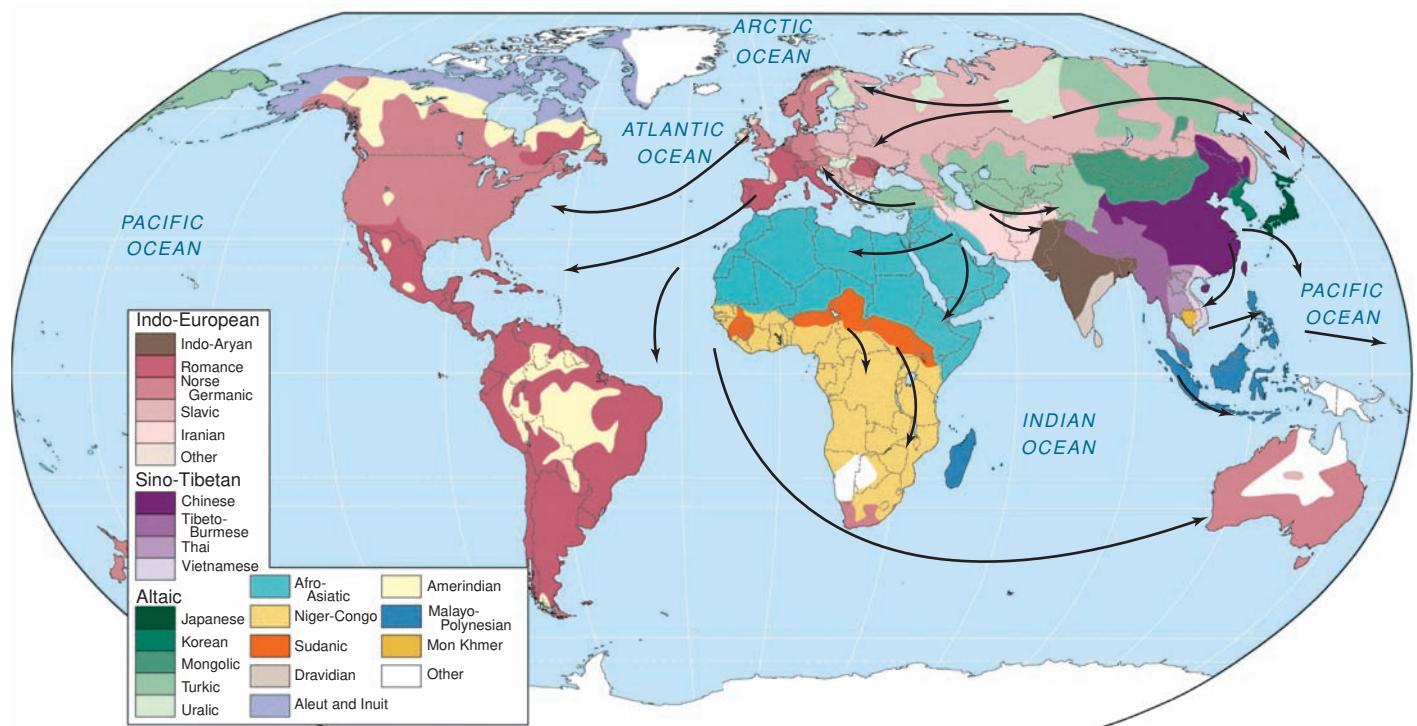 ARCTIC
OCEAN
ATLANTIC
OCEAN
PACIFIC
OCEAN
PACIFIC
OCEAN
INDIAN
OCEAN
Indo-European
Indo-Aryan
Romance
Norse
Germanic
Slavic
Iranian
Other
Sino-Tibetan
Chinese
Tibeto-
Burmese
Thai
Vietnamese
Altaic
Japanese
Korean
Mongolic
Turkic
Uralic
Afro-
Asiatic
Niger-Congo
Sudanic
Dravidian
Aleut and Inuit
Amerindian
Malayo-
Polynesian
Mon Khmer
Other